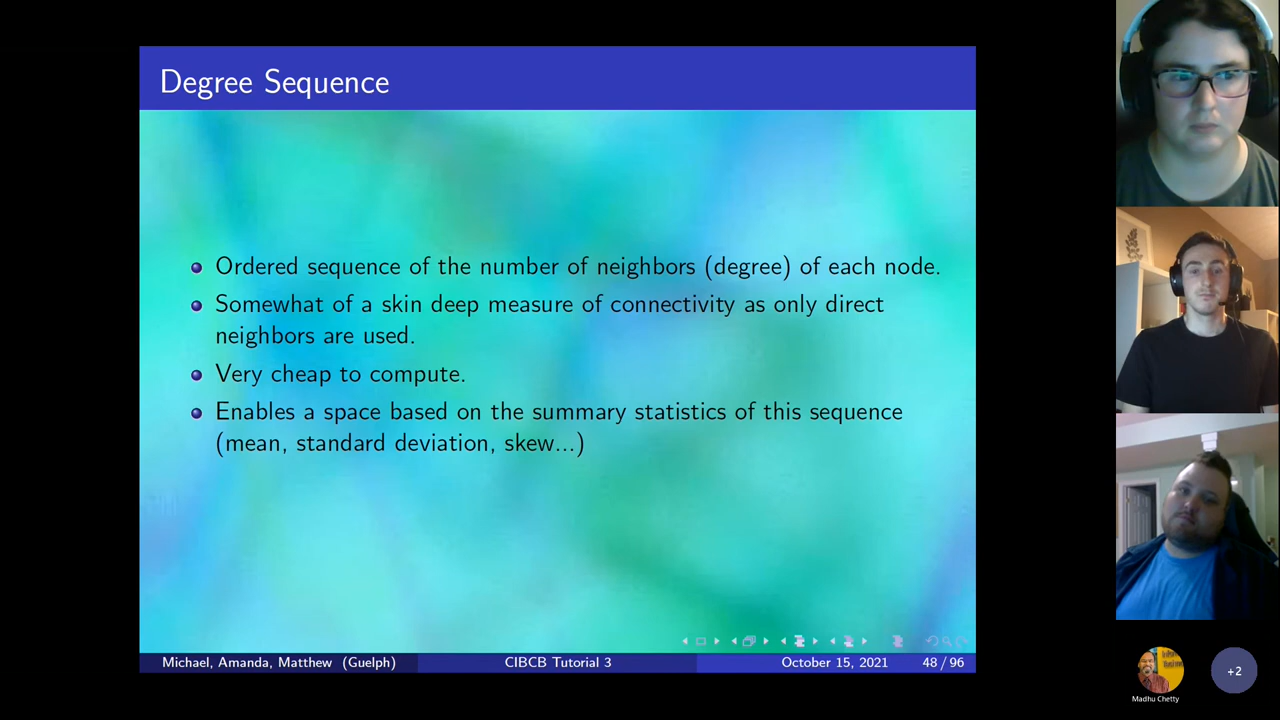 Degree Sequence
Ordered sequence of the number of neighbors (degree) of each node.
Somewhat of a skin deep measure of connectivity as only direct
neighbors are used.
Very cheap to compute.
Enables a space based on the summary statistics of this sequence
(mean, standard deviation, skew...)
Michael, Amanda, Matthew (Guelph) CIBCB Tutorial 3 October 15, 2021 48 / 96
Madhu Chetty
+2